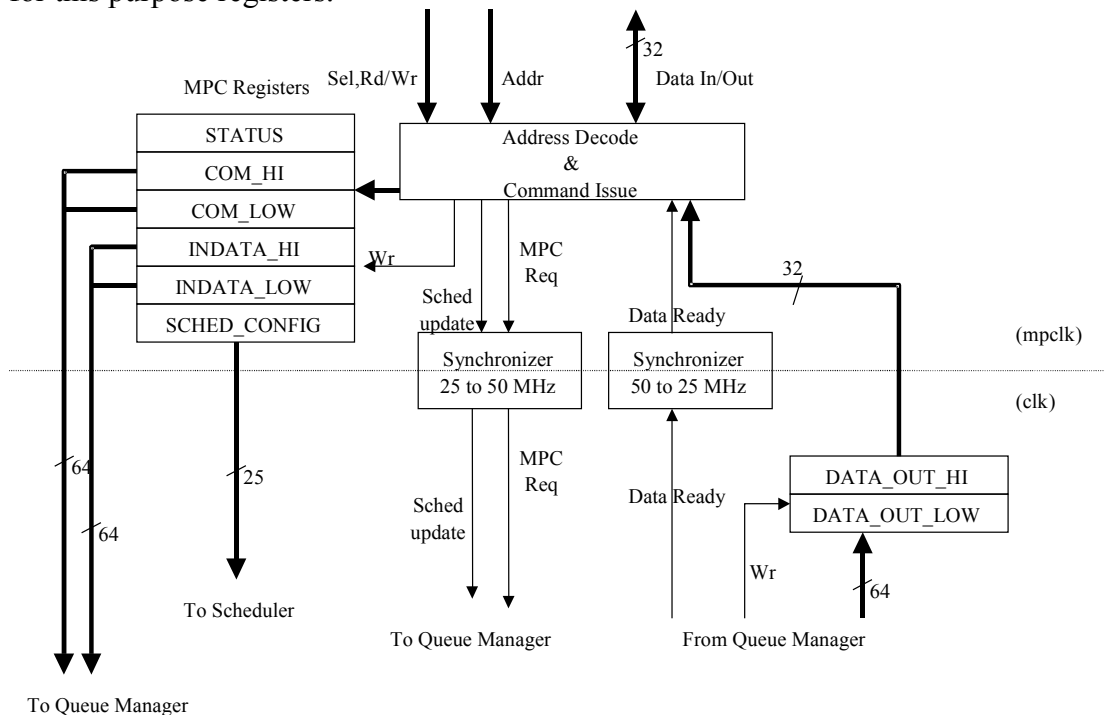 for this purpose registers.
Sel,Rd/Wr
Addr
32
Data In/Out
MPC Registers
STATUS
COM_HI
COM_LOW
INDATA_HI
INDATA_LOW
SCHED_CONFIG
Address Decode
&
Command Issue
Wr
Sched
update
MPC
Req
Data Ready
32
Synchronizer
25 to 50 MHz
Synchronizer
50 to 25 MHz
(mpclk)
(clk)
64
64
25
Sched
update
MPC
Req
Data Ready
DATA_OUT_HI
DATA_OUT_LOW
Wr
64
To Scheduler
To Queue Manager
From Queue Manager
To Queue Manager